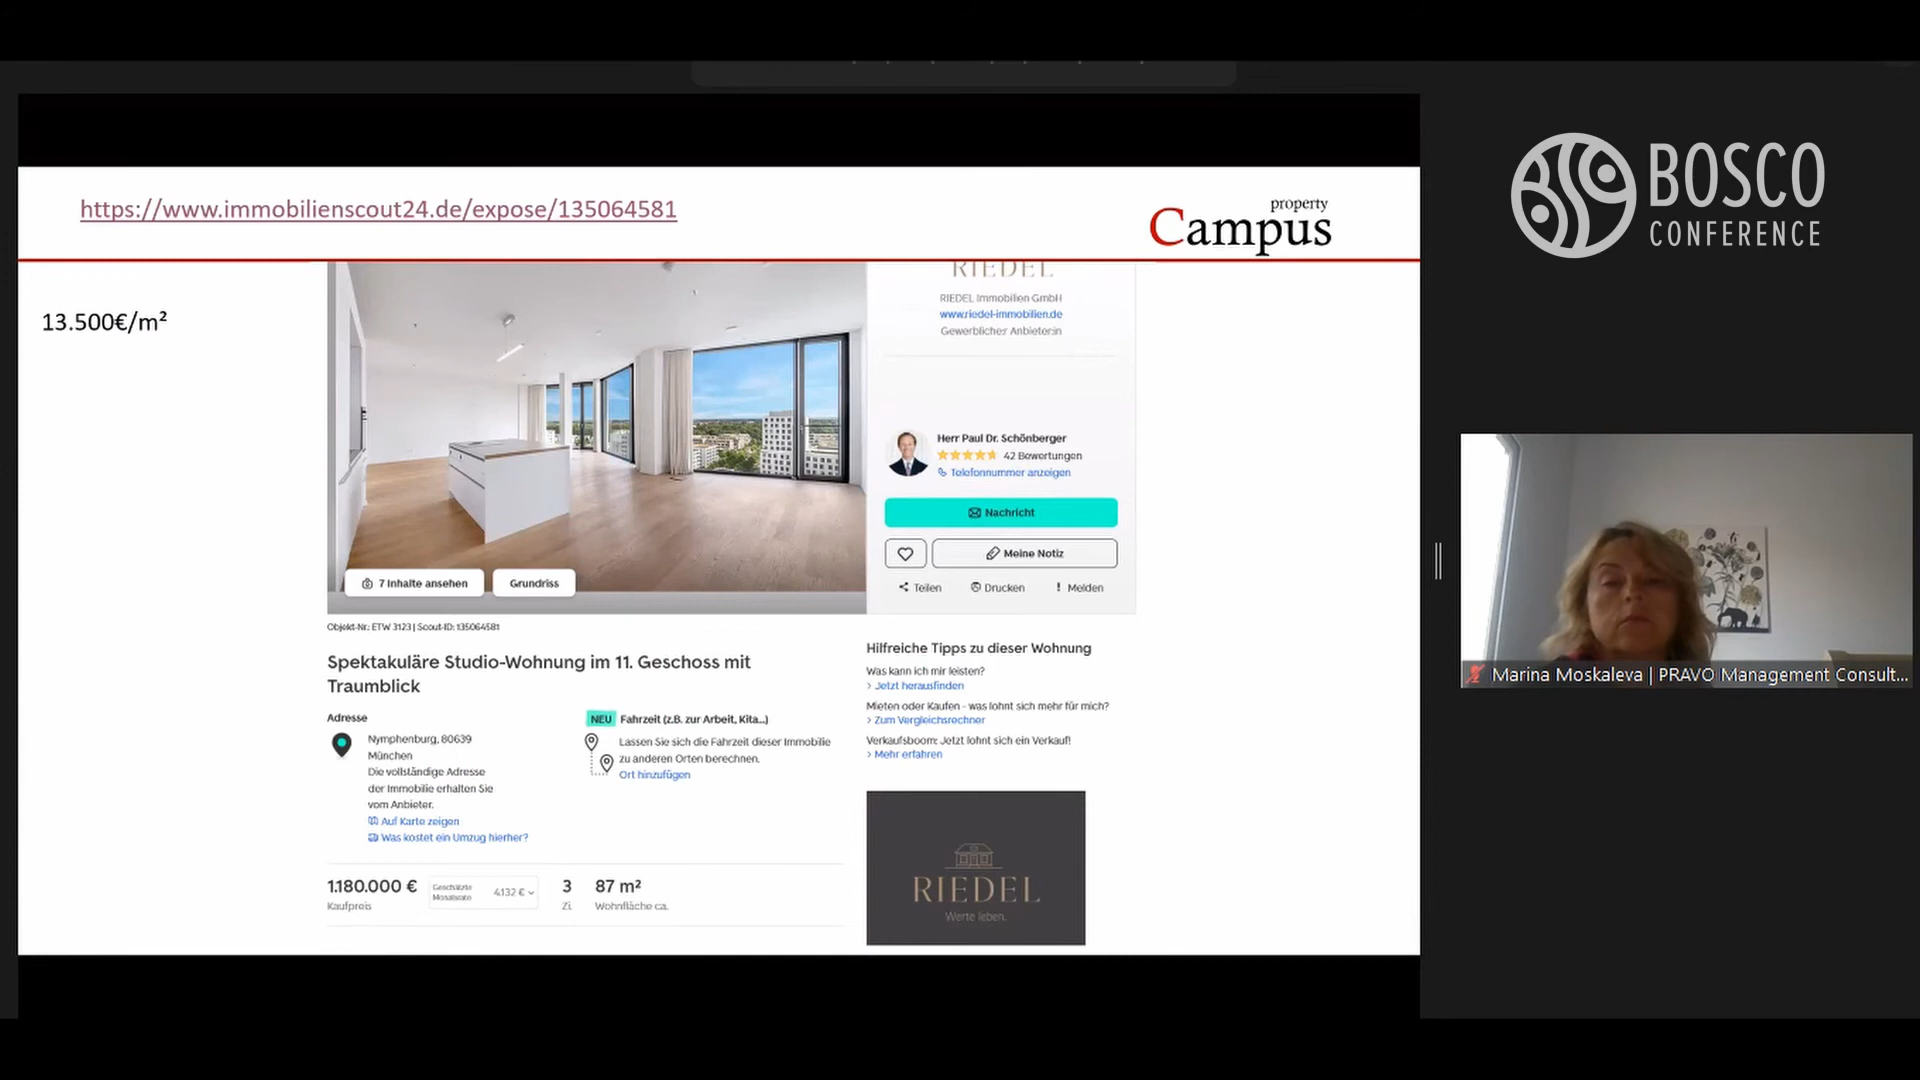 https://www.immobilienscout24.de/expose/135064581
property
Campus
BOSCO
CONFERENCE
13.500€/m²
RIEDEL
RIEDEL Immobilien GmbH
www.riedel-immobilien.de
Gewerbliche:r Anbieter:in
Herr Paul Dr. Schönberger
42 Bewertungen
Telefonnummer anzeigen
Nachricht
Meine Notiz
Teilen
Drucken
Melden
7 Inhalte ansehen
Grundriss
Objekt-Nr.: ETW 3123 | Scout-ID: 135064581
Spektakuläre Studio-Wohnung im 11. Geschoss mit
Traumblick
Adresse
Nymphenburg, 80639
München
Die vollständige Adresse
der Immobilie erhalten Sie
vom Anbieter.
Auf Karte zeigen
Was kostet ein Umzug hierher?
NEU Fahrzeit (z.B. zur Arbeit, Kita...)
Lassen Sie sich die Fahrzeit dieser Immobilie
zu anderen Orten berechnen.
Ort hinzufügen
1.180.000 €
Kaufpreis
Geschätzte
Monatsrate
4.132 €
3
Zi.
87 m²
Wohnfläche ca.
Hilfreiche Tipps zu dieser Wohnung
Was kann ich mir leisten?
> Jetzt herausfinden
Mieten oder Kaufen - was lohnt sich mehr für mich?
> Zum Vergleichsrechner
Verkaufsboom: Jetzt lohnt sich ein Verkauf!
> Mehr erfahren
RIEDEL
Werte leben.
Marina Moskaleva | PRAVO Management Consult...